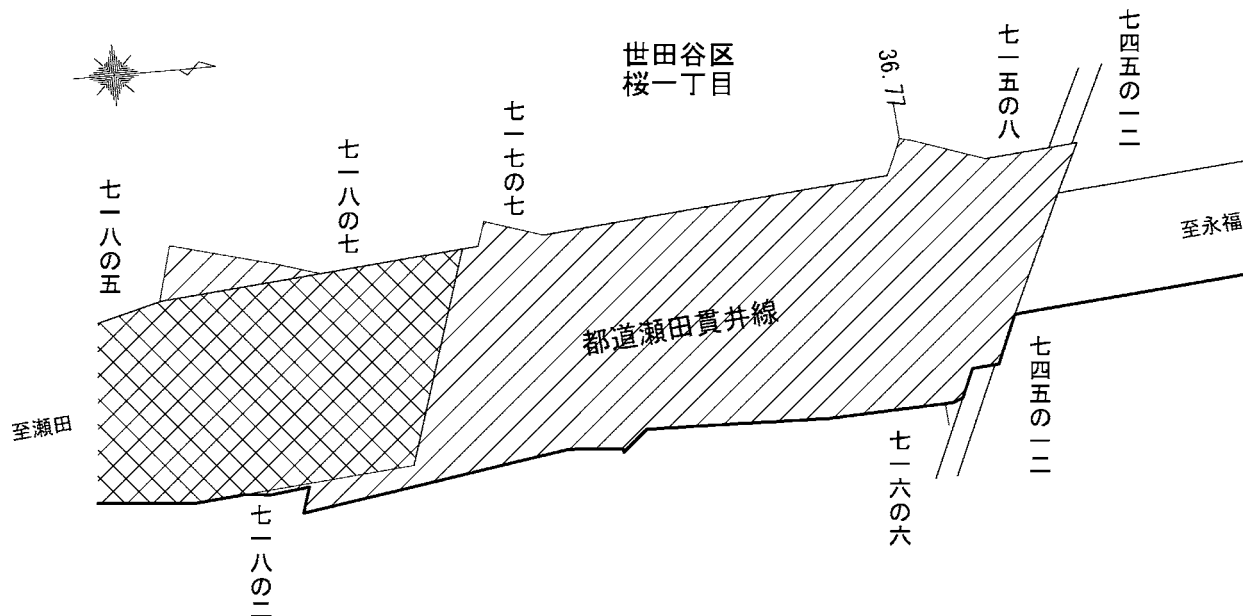 世田谷区
桜一丁目
36.77
七一五の八
七四五の一二
七一七の七
七一八の七
七一八の五
至永福
都道瀬田貫井線
至瀬田
七四五の一二
七一六の六
七一八の二